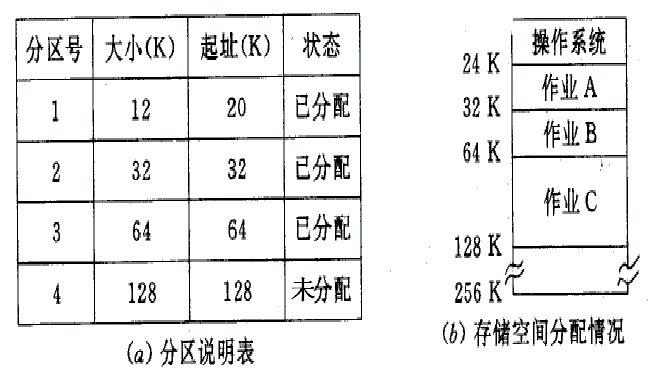 分区号 大小(K) 起址(K) 状态
1 12 20 已分配
2 32 32 已分配
3 64 64 已分配
4 128 128 未分配
(a) 分区说明表
操作系统
24 K
作业 A
32 K
作业 B
64 K
作业 C
128 K
256 K
(b) 存储空间分配情况